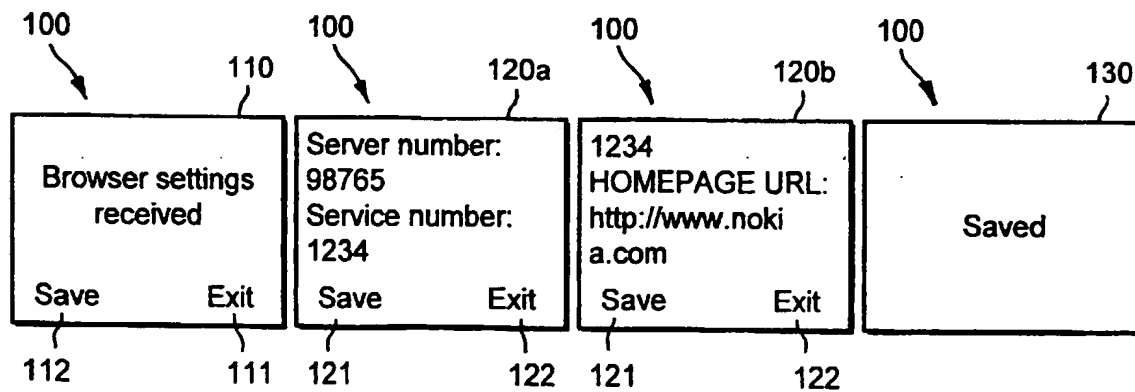 100
110
100
120a
100
120b
100
130
Browser settings
received
Save
Exit
112
111
Server number:
98765
Service number:
1234
Save
Exit
121
122
1234
HOMEPAGE URL:
http://www.noki
a.com
Save
Exit
121
122
Saved